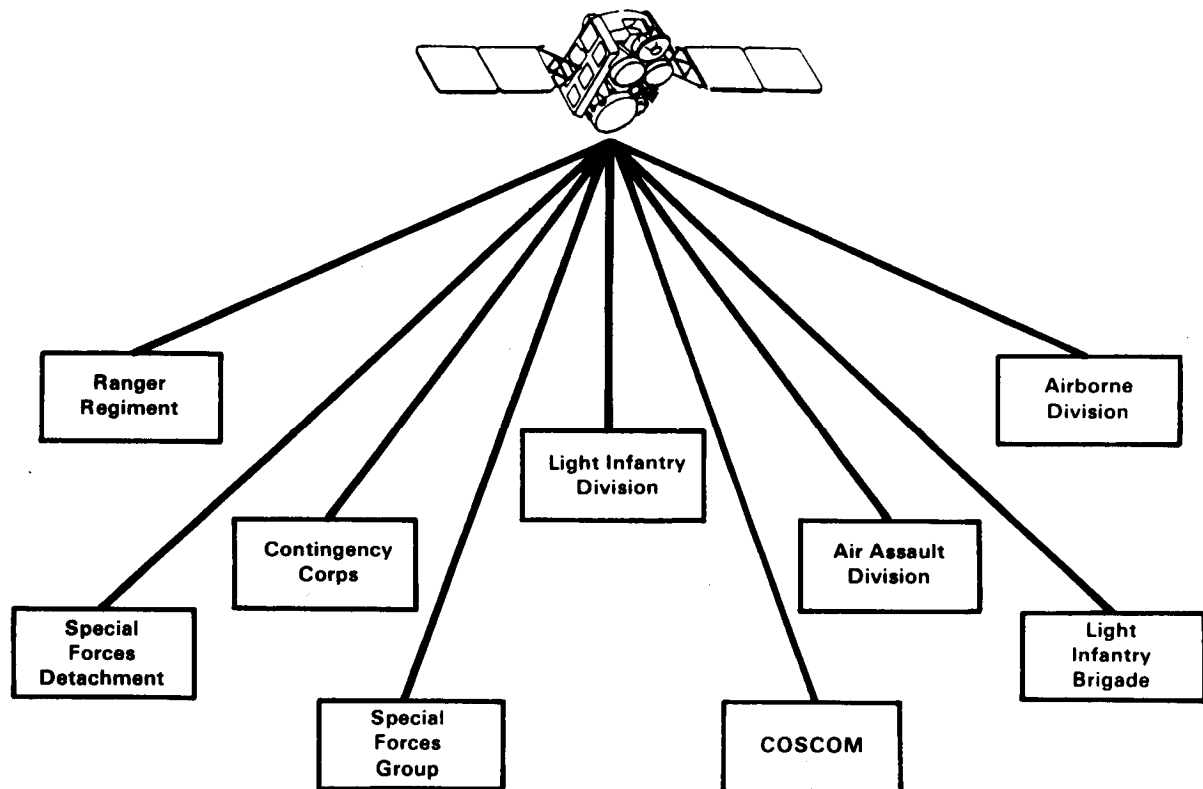 Ranger
Regiment
Airborne
Division
Light Infantry
Division
Contingency
Corps
Air Assault
Division
Special
Forces
Detachment
Light
Infantry
Brigade
Special
Forces
Group
COSCOM